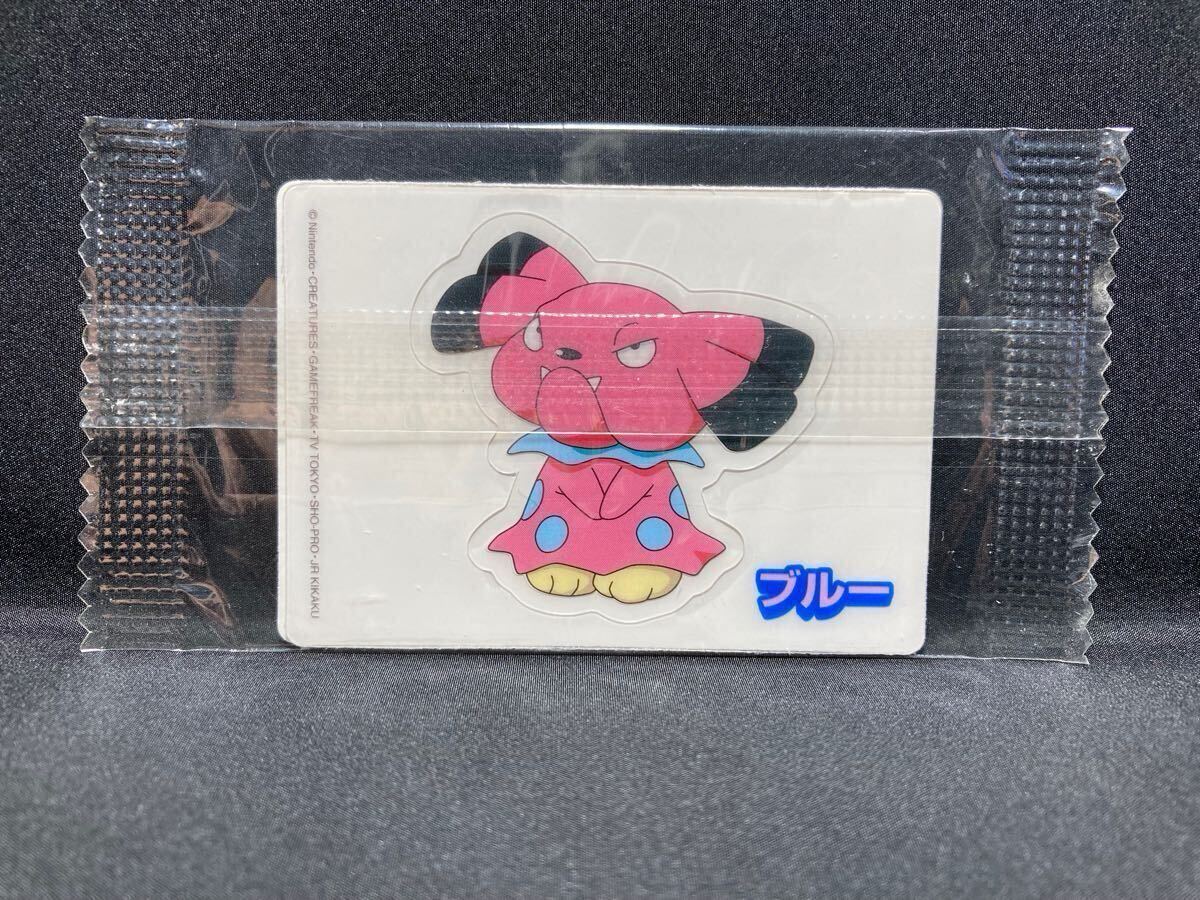 © Nintendo・CREATURES・GAMEFREAK・TV TOKYO・SHO-PRO・JR KIKAKU
ブルー